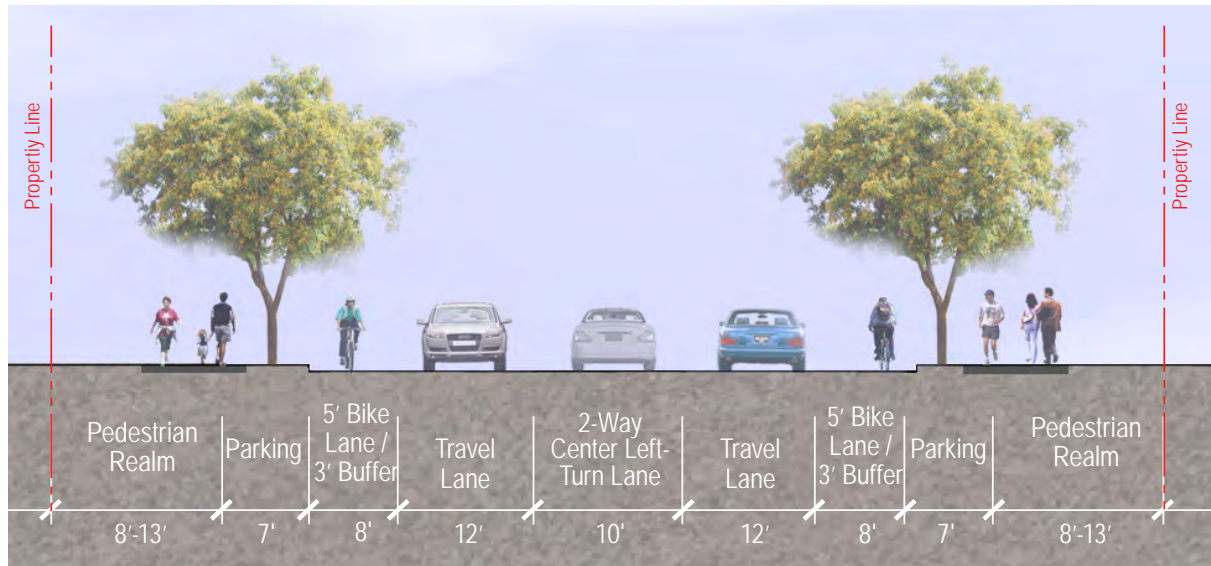 Propertiy Line
Propertiy Line
Pedestrian
Realm
Parking
5' Bike
Lane /
3' Buffer
Travel
Lane
2-Way
Center Left-
Turn Lane
Travel
Lane
5' Bike
Lane /
3' Buffer
Parking
Pedestrian
Realm
8'-13'
7'
8'
12'
10'
12'
8'
7'
8'-13'